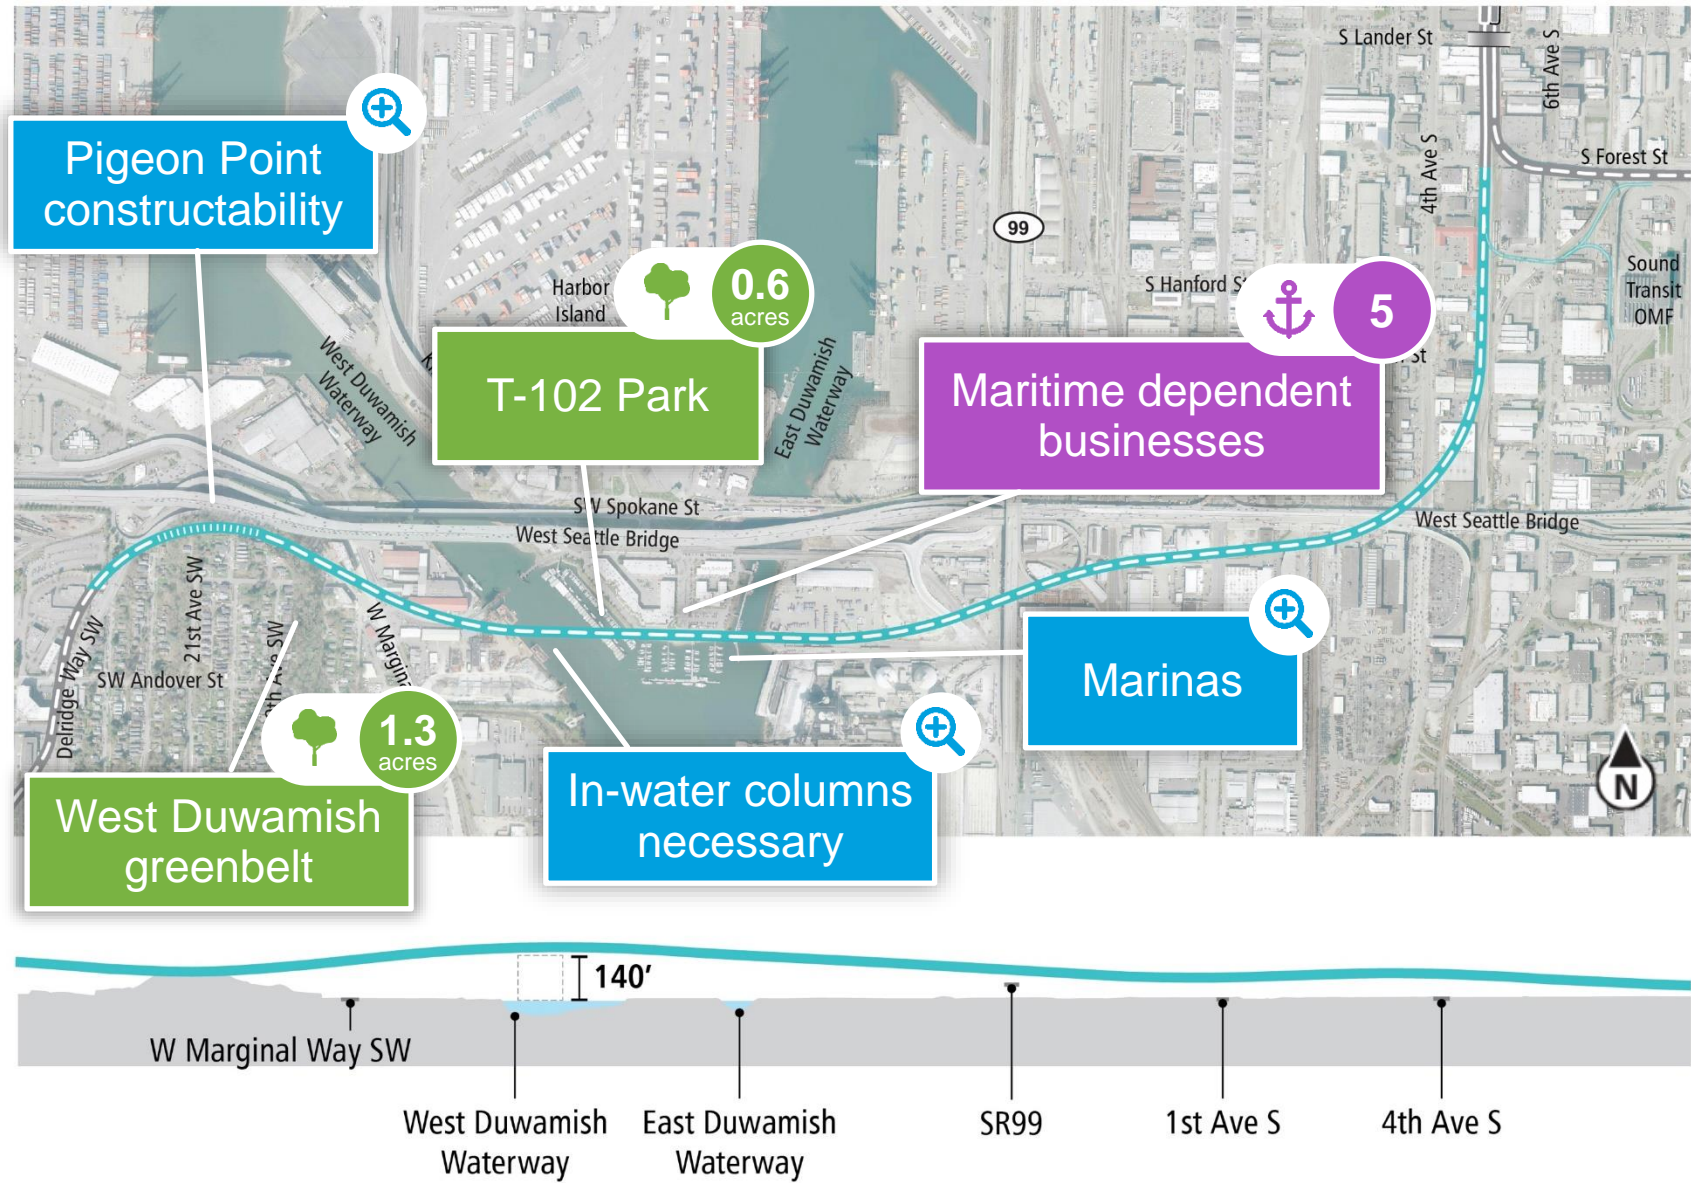 S Lander St
6th Ave S
4th Ave S
S Forest St
Pigeon Point
constructability
99
Harbor
Island
0.6
acres
S Hanford
5
Sound
Transit
OMF
West Duwamish
Waterway
T-102 Park
East Duwamish
Waterway
Maritime dependent
businesses
St
SW Spokane St
West Seattle Bridge
West Seattle Bridge
21st Ave SW
Delridge Way SW
SW Andover St
Ave SW
W Margina
Marinas
1.3
acres
West Duwamish
greenbelt
In-water columns
necessary
N
140'
W Marginal Way SW
West Duwamish
Waterway
East Duwamish
Waterway
SR99
1st Ave S
4th Ave S